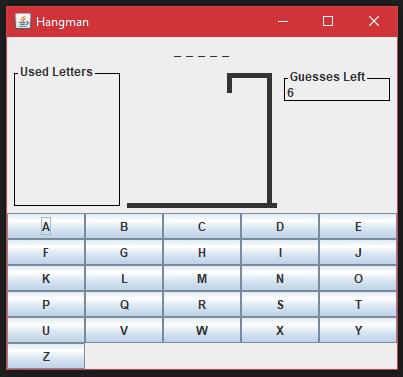 Hangman
_ _ _ _ _
Used Letters
Guesses Left
6
A B C D E
F G H I J
K L M N O
P Q R S T
U V W X Y
Z